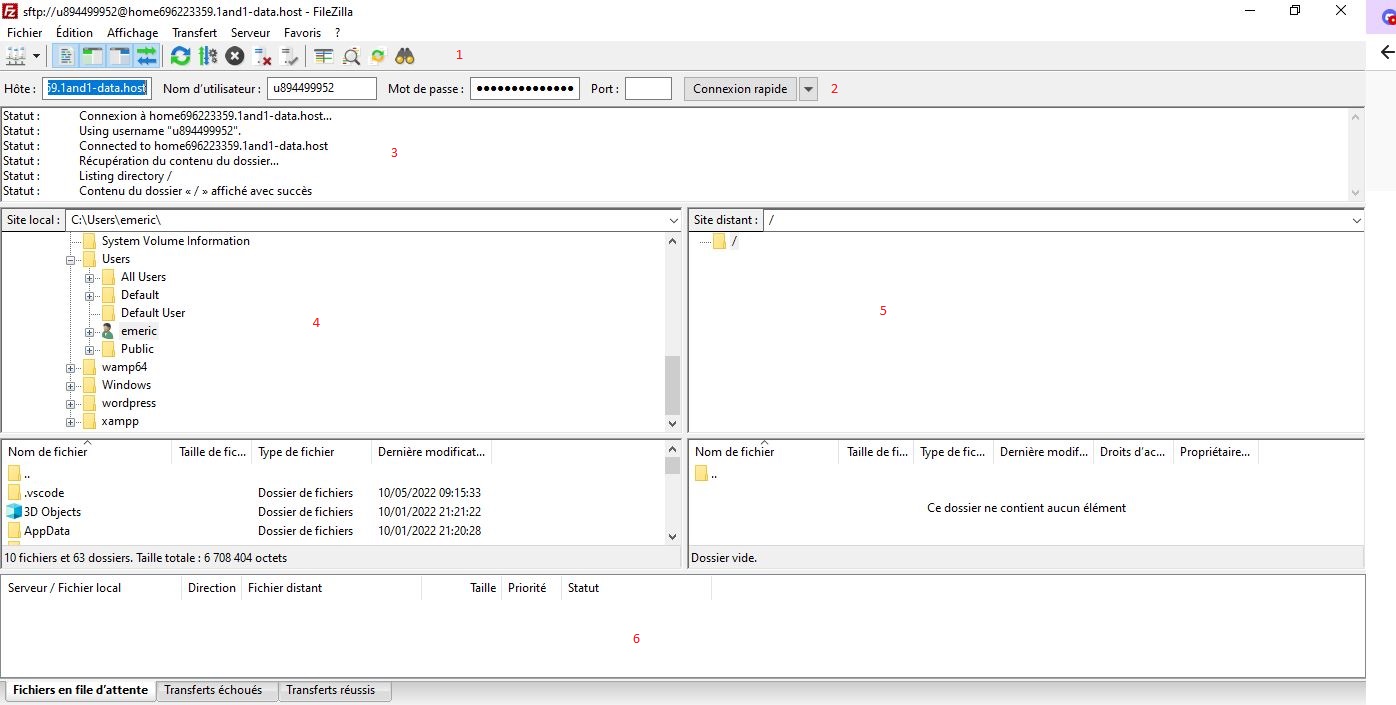 sftp://u894499952@home696223359.1and1-data.host - FileZilla
Fichier Édition Affichage Transfert Serveur Favoris ?
1
Hôte : 59.1and1-data.host Nom d'utilisateur : u894499952 Mot de passe : ●●●●●●●●●●●●●● Port : Connexion rapide 2
Statut : Connexion à home696223359.1and1-data.host...
Statut : Using username "u894499952".
Statut : Connected to home696223359.1and1-data.host
Statut : Récupération du contenu du dossier...
Statut : Listing directory /
Statut : Contenu du dossier « / » affiché avec succès
3
Site local : C:\Users\emeric\
System Volume Information
Users
All Users
Default
Default User
emeric
Public
wamp64
Windows
wordpress
xampp
4
Site distant : /
/
5
Nom de fichier Taille de fic... Type de fichier Dernière modificat...
..
.vscode Dossier de fichiers 10/05/2022 09:15:33
3D Objects Dossier de fichiers 10/01/2022 21:21:22
AppData Dossier de fichiers 10/01/2022 21:20:28
10 fichiers et 63 dossiers. Taille totale : 6 708 404 octets
Nom de fichier Taille de fi... Type de fic... Dernière modif... Droits d'ac... Propriétaire...
..
Ce dossier ne contient aucun élément
Dossier vide.
Serveur / Fichier local Direction Fichier distant Taille Priorité Statut
6
Fichiers en file d'attente Transferts échoués Transferts réussis